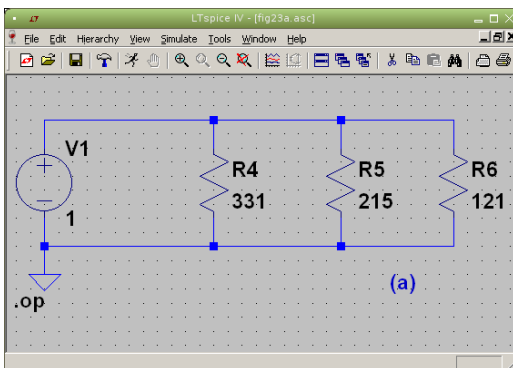 LTspice IV - [fig23a.asc]
File Edit Hierarchy View Simulate Tools Window Help
V1
1
R4
331
R5
215
R6
121
.op
(a)